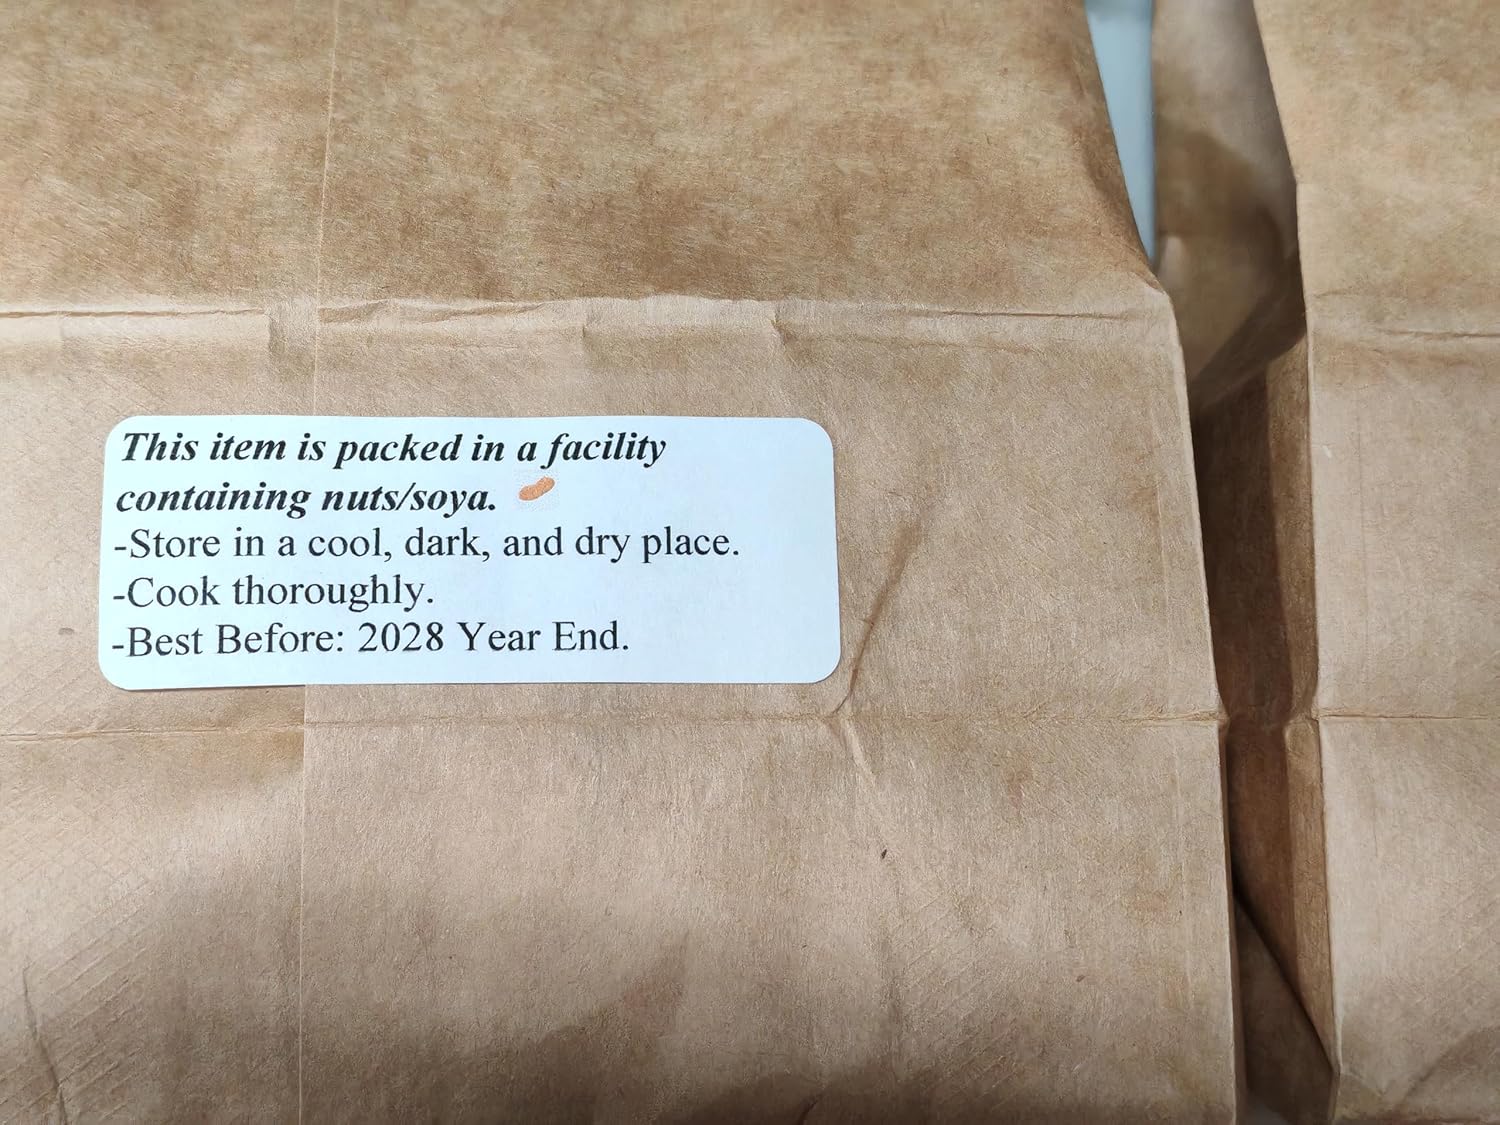 This item is packed in a facility
containing nuts/soya.
-Store in a cool, dark, and dry place.
-Cook thoroughly.
-Best Before: 2028 Year End.